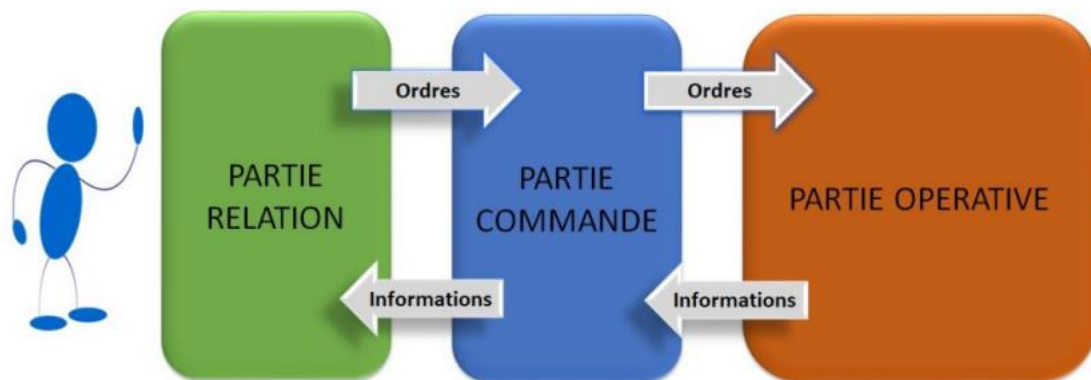 Ordres
Ordres
PARTIE
RELATION
PARTIE
COMMANDE
PARTIE OPERATIVE
Informations
Informations